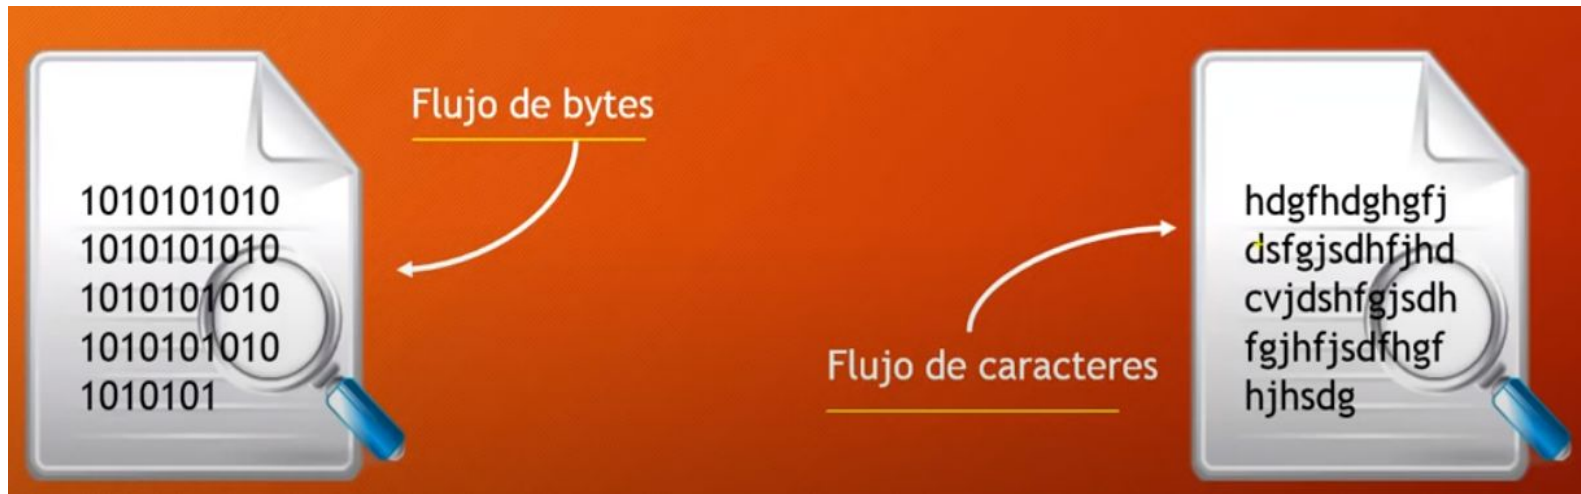 Flujo de bytes
1010101010
1010101010
1010101010
1010101010
1010101
Flujo de caracteres
hdgfhdghgfj
dsfgjsdhfjhd
cvjdshfgjsdh
fgjhfjsdfhgf
hjhsdg